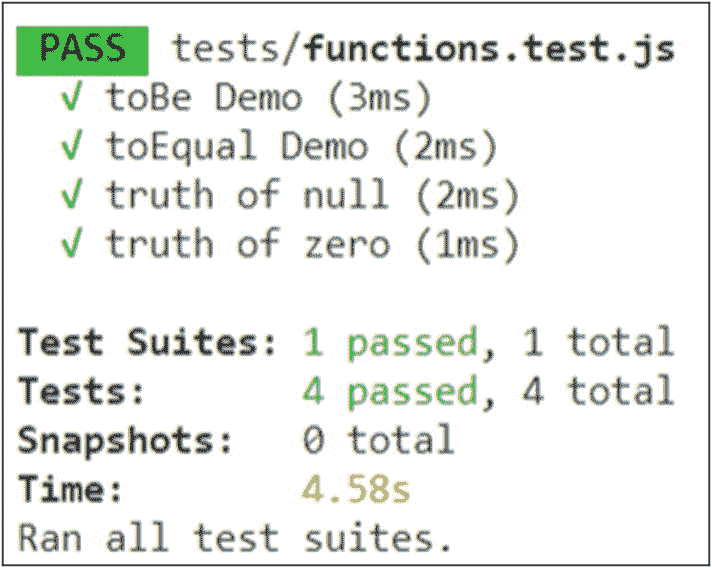 PASS tests/functions.test.js
√ toBe Demo (3ms)
√ toEqual Demo (2ms)
√ truth of null (2ms)
√ truth of zero (1ms)
Test Suites: 1 passed, 1 total
Tests: 4 passed, 4 total
Snapshots: 0 total
Time: 4.58s
Ran all test suites.